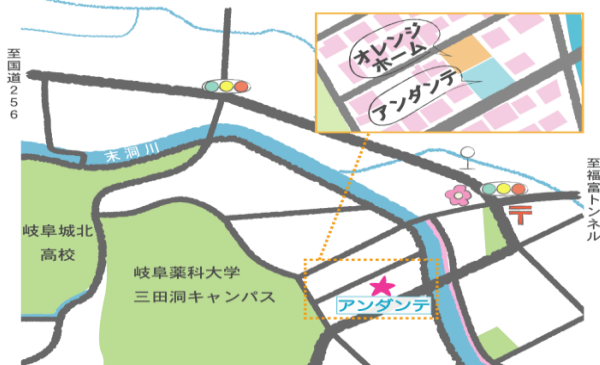 至国道256
オレンジ
ホーム
アンダンテ
末洞川
至福富トンネル
岐阜城北
高校
岐阜薬科大学
三田洞キャンパス
アンダンテ